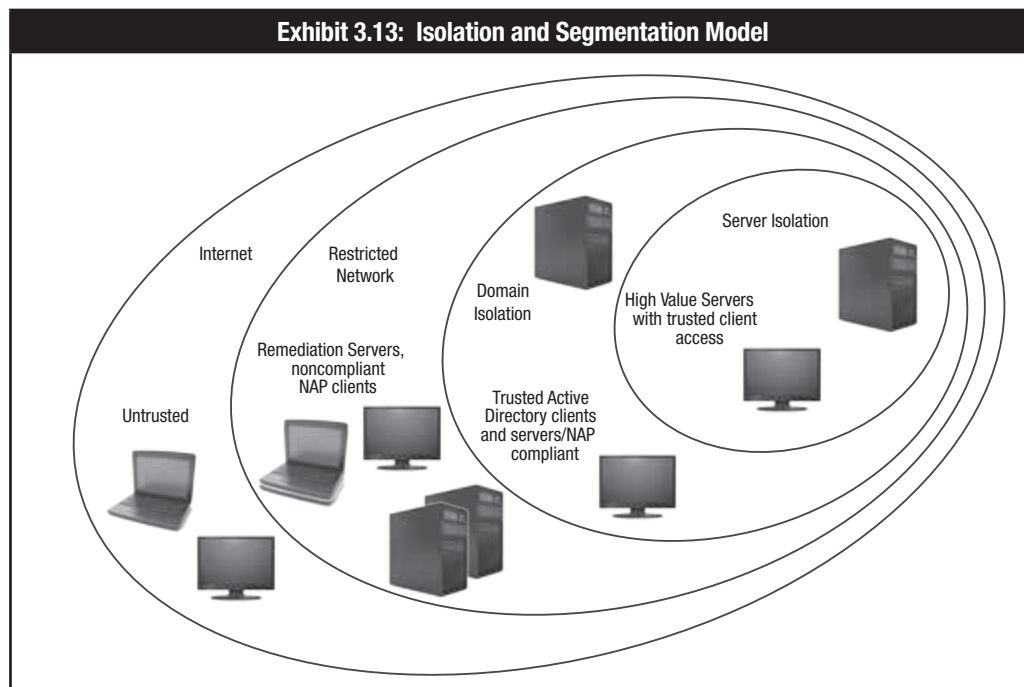 Exhibit 3.13: Isolation and Segmentation Model
Internet
Restricted
Network
Server Isolation
Domain
Isolation
High Value Servers
with trusted client
access
Remediation Servers,
noncompliant
NAP clients
Untrusted
Trusted Active
Directory clients
and servers/NAP
compliant